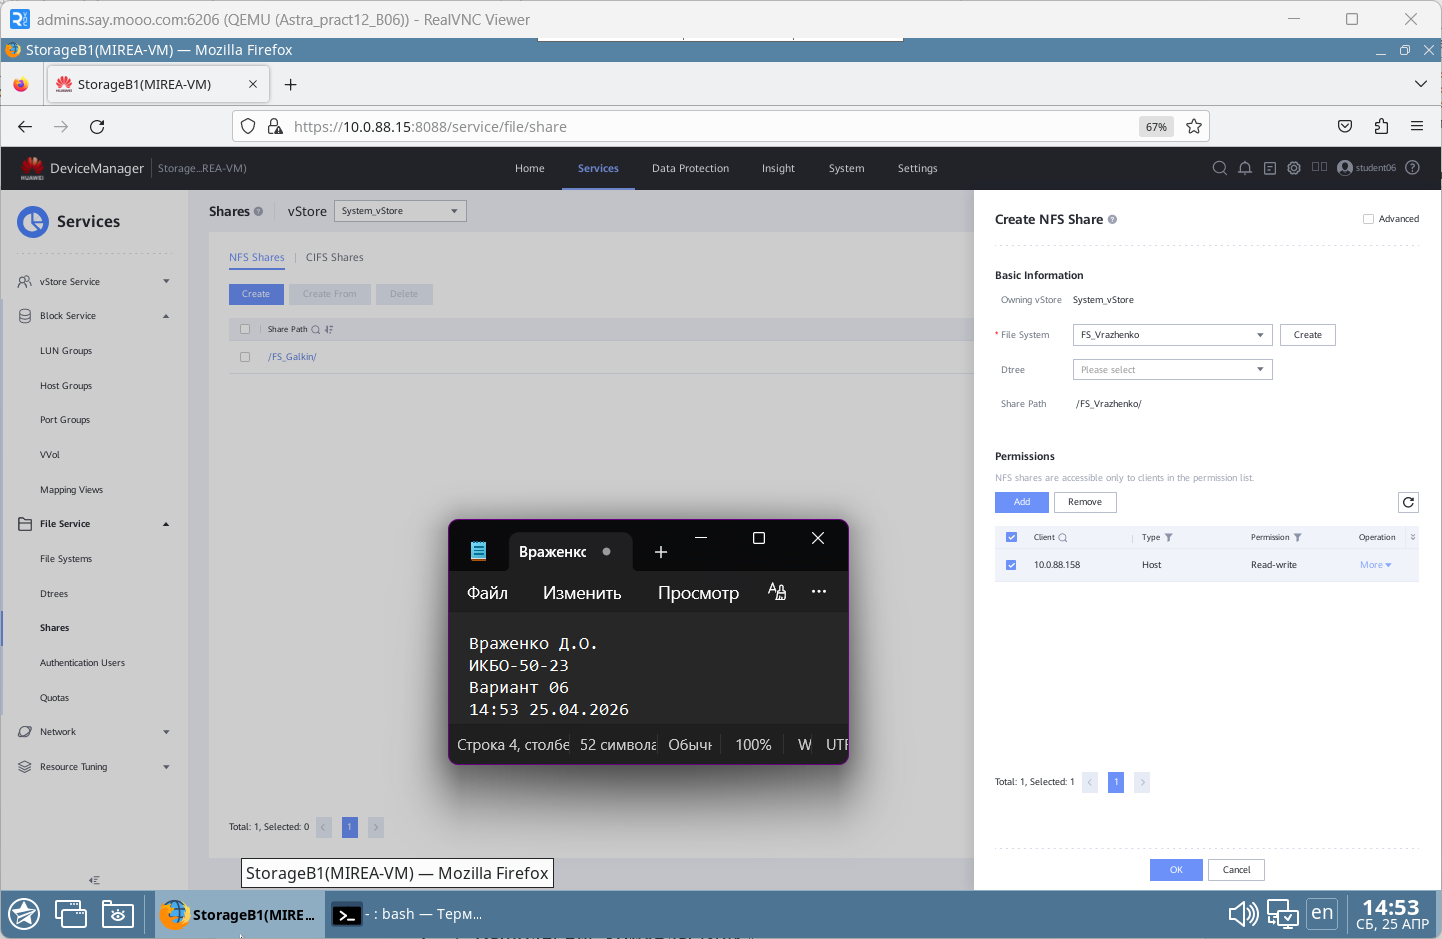 admins.say.mooo.com:6206 (QEMU (Astra_pract12_B06)) - RealVNC Viewer
StorageB1(MIREA-VM) — Mozilla Firefox
StorageB1(MIREA-VM)
https://10.0.88.15:8088/service/file/share
67%
DeviceManager
Storage...REA-VM)
Home
Services
Data Protection
Insight
System
Settings
student06
Services
vStore Service
Block Service
LUN Groups
Host Groups
Port Groups
VVol
Mapping Views
File Service
File Systems
Dtrees
Shares
Authentication Users
Quotas
Network
Resource Tuning
Shares
vStore
System_vStore
NFS Shares
CIFS Shares
Create
Create From
Delete
Share Path
/FS_Galkin/
Total: 1, Selected: 0
1
Create NFS Share
Advanced
Basic Information
Owning vStore System_vStore
* File System FS_Vrazhenko Create
Dtree Please select
Share Path /FS_Vrazhenko/
Permissions
NFS shares are accessible only to clients in the permission list.
Add Remove
Client Type Permission Operation
10.0.88.158 Host Read-write More
Total: 1, Selected: 1
1
OK Cancel
Враженкс
Файл Изменить Просмотр
Враженко Д.О.
ИКБО-50-23
Вариант 06
14:53 25.04.2026
Строка 4, столбе 52 символа Обычн 100% W UTF
StorageB1(MIREA-VM) — Mozilla Firefox
StorageB1(MIRE...
- : bash — Терм...
en
14:53
СБ, 25 АПР